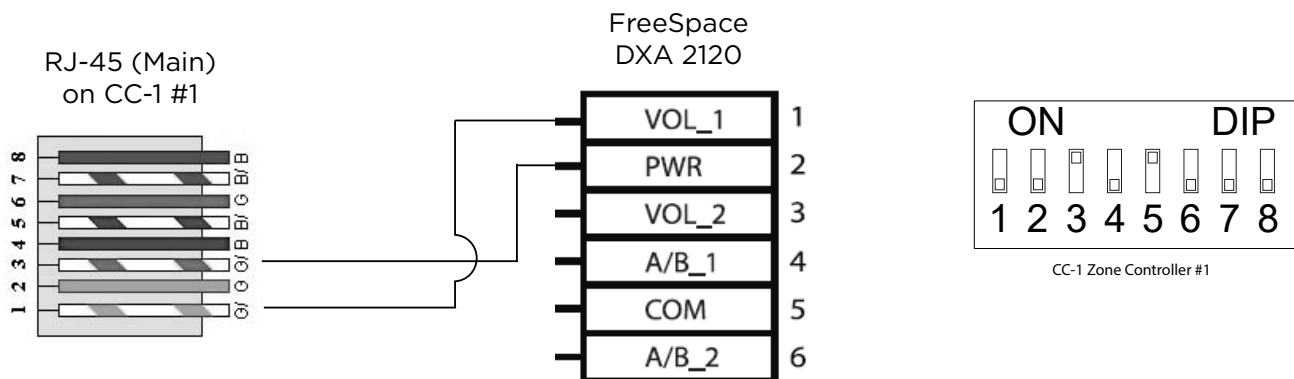 RJ-45 (Main)
on CC-1 #1
8
7
6
5
4
3
2
1
FreeSpace
DXA 2120
VOL_1 1
PWR 2
VOL_2 3
A/B_1 4
COM 5
A/B_2 6
ON DIP
1 2 3 4 5 6 7 8
CC-1 Zone Controller #1